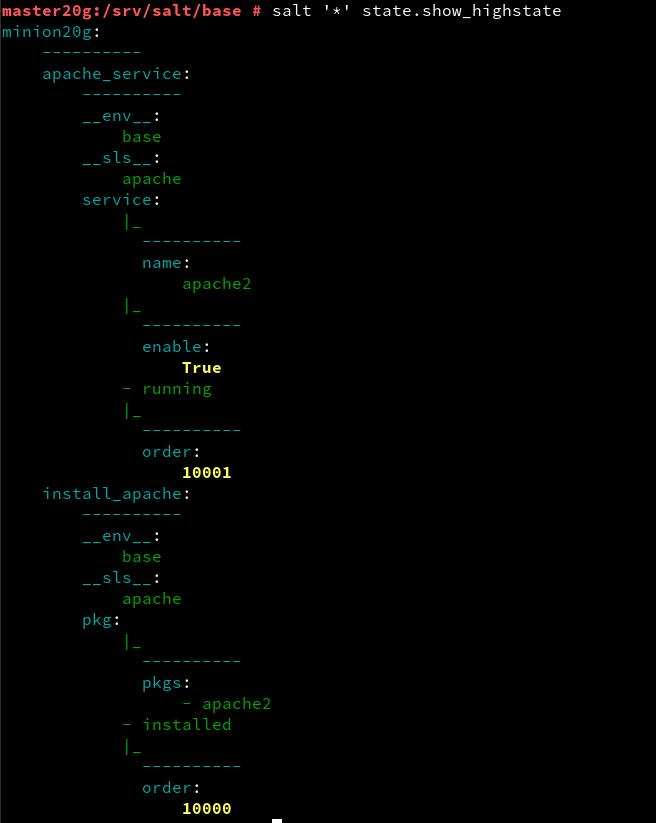 master20g:/srv/salt/base # salt '*' state.show_highstate
minion20g:
    ----------
    apache_service:
        ----------
        __env__:
            base
        __sls__:
            apache
        service:
            |_
              ----------
              name:
                  apache2
            |_
              ----------
              enable:
                  True
            - running
            |_
              ----------
              order:
                  10001
    install_apache:
        ----------
        __env__:
            base
        __sls__:
            apache
        pkg:
            |_
              ----------
              pkgs:
                  - apache2
            - installed
            |_
              ----------
              order:
                  10000